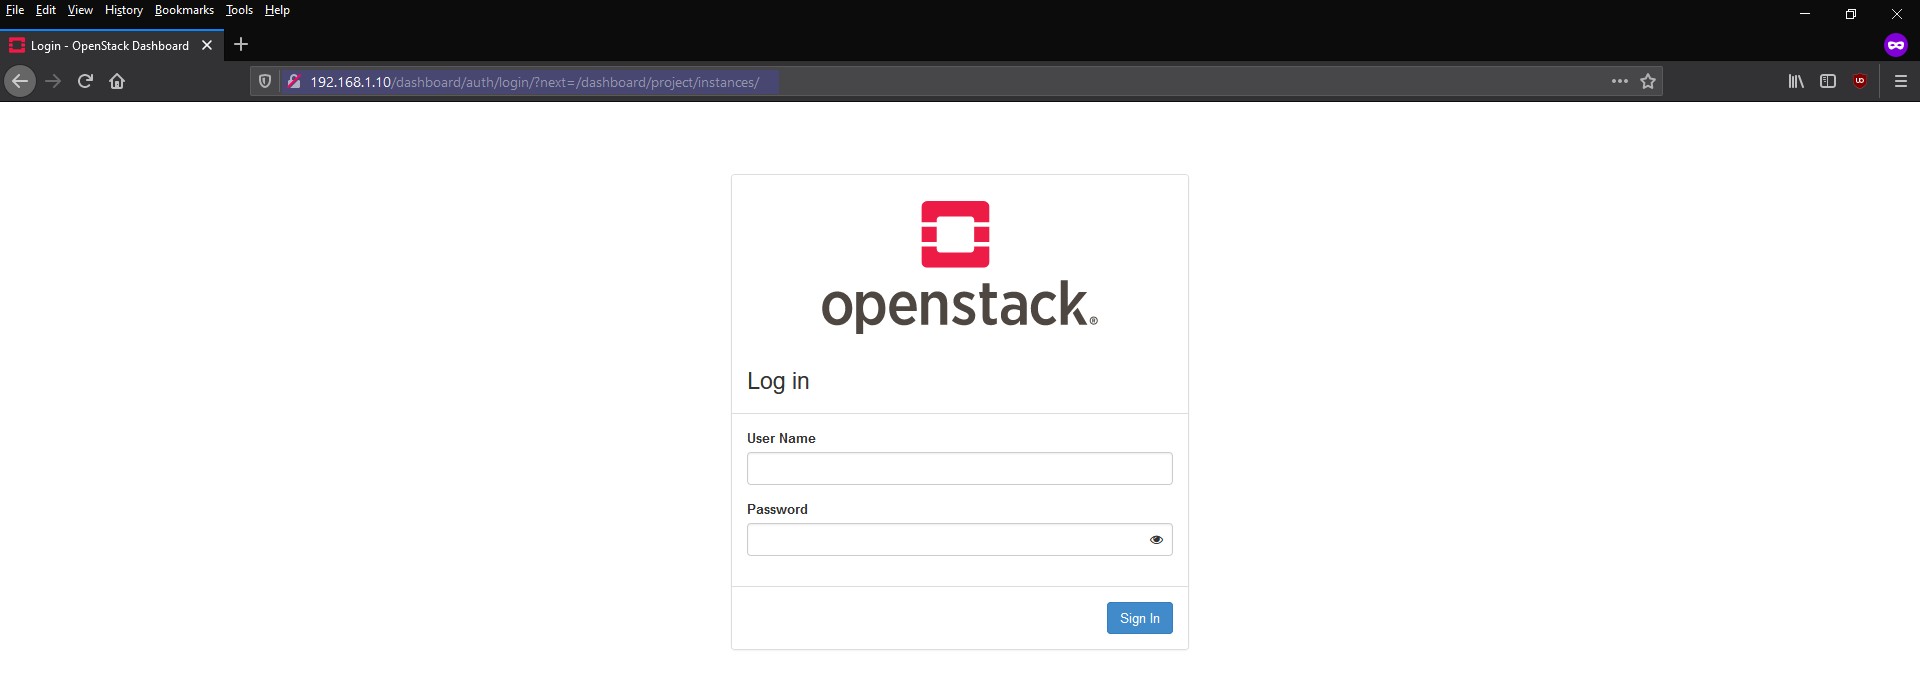 File Edit View History Bookmarks Tools Help
Login - OpenStack Dashboard
192.168.1.10/dashboard/auth/login/?next=/dashboard/project/instances/
openstack®
Log in
User Name
Password
Sign In